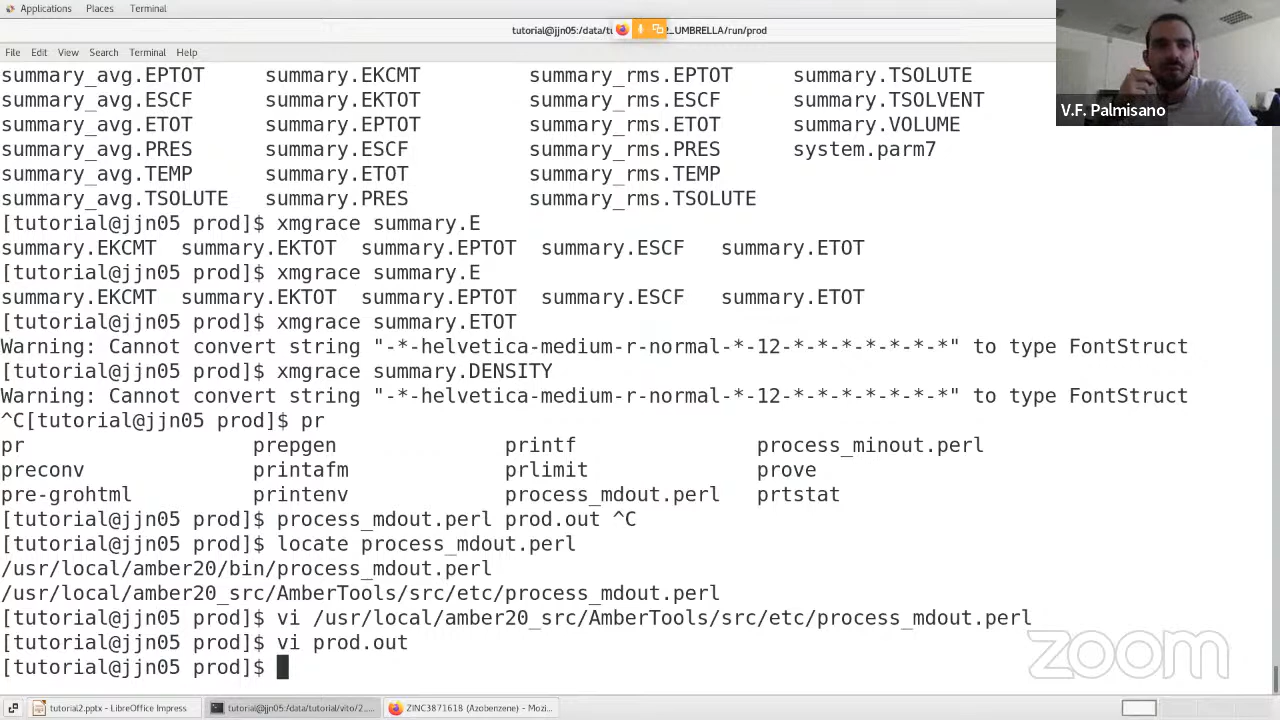 Applications Places Terminal
tutorial@jjn05:/data/tu 2_UMBRELLA/run/prod
File Edit View Search Terminal Help
summary_avg.EPTOT summary.EKCMT summary_rms.EPTOT summary.TSOLUTE
summary_avg.ESCF summary.EKTOT summary_rms.ESCF summary.TSOLVENT
summary_avg.ETOT summary.EPTOT summary_rms.ETOT summary.VOLUME
summary_avg.PRES summary.ESCF summary_rms.PRES system.parm7
summary_avg.TEMP summary.ETOT summary_rms.TEMP
summary_avg.TSOLUTE summary.PRES summary_rms.TSOLUTE
[tutorial@jjn05 prod]$ xmgrace summary.E
summary.EKCMT summary.EKTOT summary.EPTOT summary.ESCF summary.ETOT
[tutorial@jjn05 prod]$ xmgrace summary.E
summary.EKCMT summary.EKTOT summary.EPTOT summary.ESCF summary.ETOT
[tutorial@jjn05 prod]$ xmgrace summary.ETOT
Warning: Cannot convert string "-*-helvetica-medium-r-normal-*-12-*-*-*-*-*-*-*" to type FontStruct
[tutorial@jjn05 prod]$ xmgrace summary.DENSITY
Warning: Cannot convert string "-*-helvetica-medium-r-normal-*-12-*-*-*-*-*-*-*" to type FontStruct
^C[tutorial@jjn05 prod]$ pr
pr prepgen printf process_minout.perl
preconv printafm prlimit prove
pre-grohtml printenv process_mdout.perl prtstat
[tutorial@jjn05 prod]$ process_mdout.perl prod.out ^C
[tutorial@jjn05 prod]$ locate process_mdout.perl
/usr/local/amber20/bin/process_mdout.perl
/usr/local/amber20_src/AmberTools/src/etc/process_mdout.perl
[tutorial@jjn05 prod]$ vi /usr/local/amber20_src/AmberTools/src/etc/process_mdout.perl
[tutorial@jjn05 prod]$ vi prod.out
[tutorial@jjn05 prod]$
V.F. Palmisano
zoom
tutorial2.pptx - LibreOffice Impress tutorial@jjn05:/data/tutorial/vito/2_... ZINC3871618 (Azobenzene) - Mozi...